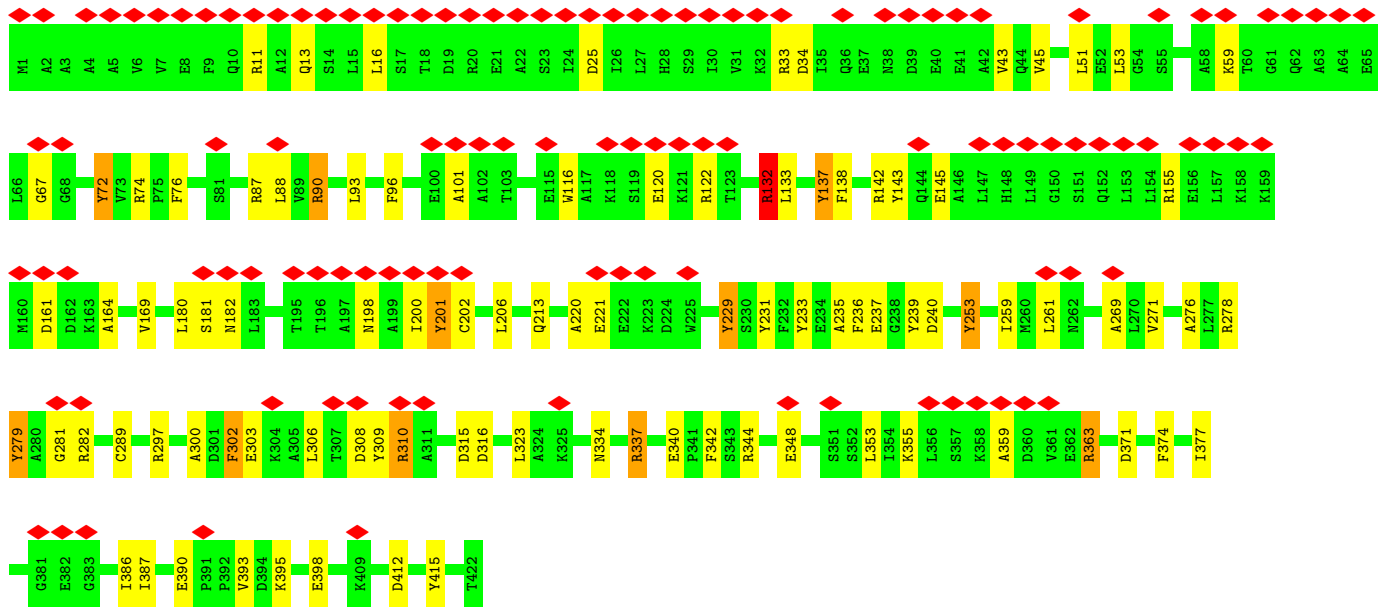 M1 A2 A3 A4 A5 V6 V7 E8 F9 Q10 R11 A12 Q13 S14 L15 L16 S17 T18 D19 R20 E21 A22 S23 I24 D25 I26 L27 H28 S29 I30 V31 K32 R33 D34 I35 Q36 E37 N38 D39 E40 E41 A42 V43 Q44 V45 L51 E52 L53 G54 S55 A58 K59 T60 G61 Q62 A63 A64 E65
L66 G67 G68 Y72 V73 R74 P75 F76 S81 R87 L88 V89 R90 L93 F96 E100 A101 A102 T103 E115 W116 A117 K118 S119 E120 K121 R122 T123 R132 L133 Y137 F138 R142 Y143 Q144 E145 A146 L147 H148 L149 G150 S151 Q152 L153 L154 R155 E156 L157 K158 K159
M160 D161 D162 K163 A164 V169 L180 S181 N182 L183 T195 T196 A197 N198 A199 I200 Y201 C202 L206 Q213 A220 E221 E222 K223 D224 W225 Y229 S230 Y231 F232 Y233 E234 A235 F236 E237 G238 Y239 D240 Y253 I259 M260 L261 N262 A269 L270 V271 A276 L277 R278
Y279 A280 G281 R282 C289 R297 A300 D301 F302 E303 K304 A305 L306 T307 D308 Y309 R310 A311 D315 D316 L323 A324 K325 N334 R337 E340 P341 F342 S343 R344 E348 S351 S352 L353 I354 K355 L356 S357 K358 A359 D360 V361 E362 R363 D371 F374 I377
G381 E382 G383 I386 I387 E390 P391 P392 V393 D394 K395 E398 K409 D412 Y415 T422